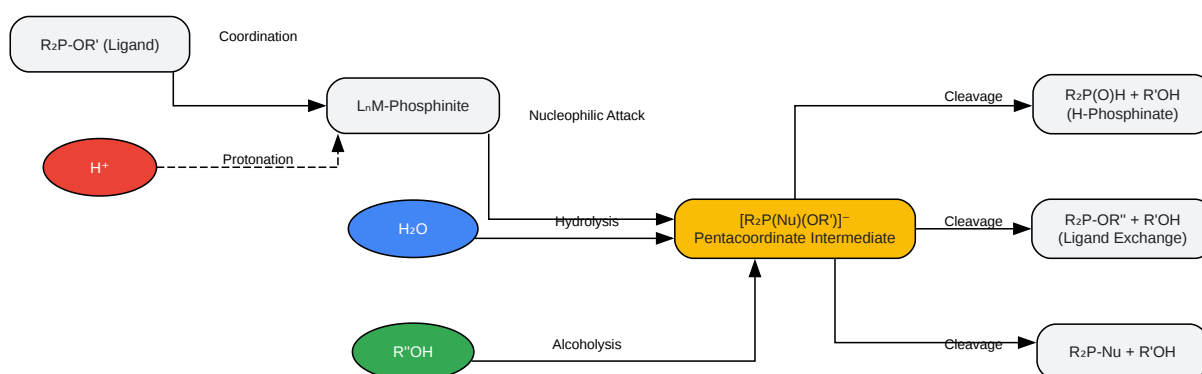 R₂P-OR' (Ligand)
Coordination
LₙM-Phosphinite
Nucleophilic Attack
H⁺
Protonation
H₂O
Hydrolysis
R"OH
Alcoholysis
[R₂P(Nu)(OR')]⁻
Pentacoordinate Intermediate
Cleavage
R₂P(O)H + R'OH
(H-Phosphinate)
Cleavage
R₂P-OR" + R'OH
(Ligand Exchange)
Cleavage
R₂P-Nu + R'OH